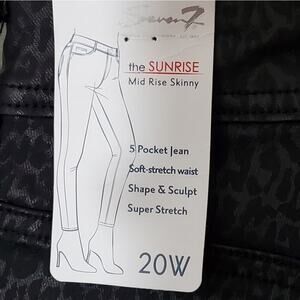 Seven7
the SUNRISE
Mid Rise Skinny
5 Pocket Jean
Soft stretch waist
Shape & Sculpt
Super Stretch
20W